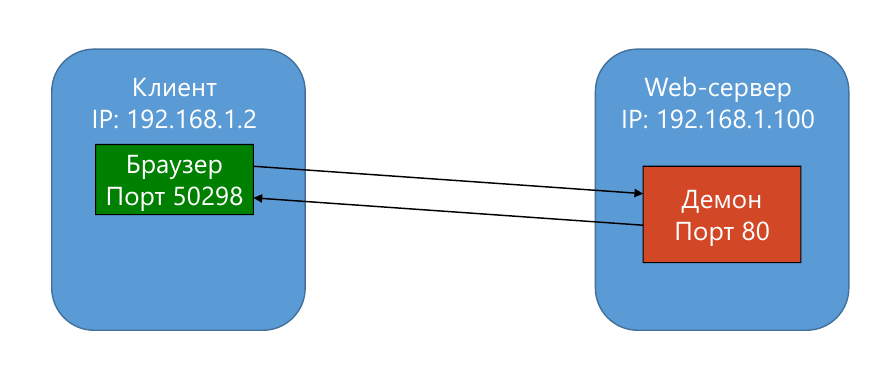 Клиент
IP: 192.168.1.2
Браузер
Порт 50298
Web-сервер
IP: 192.168.1.100
Демон
Порт 80